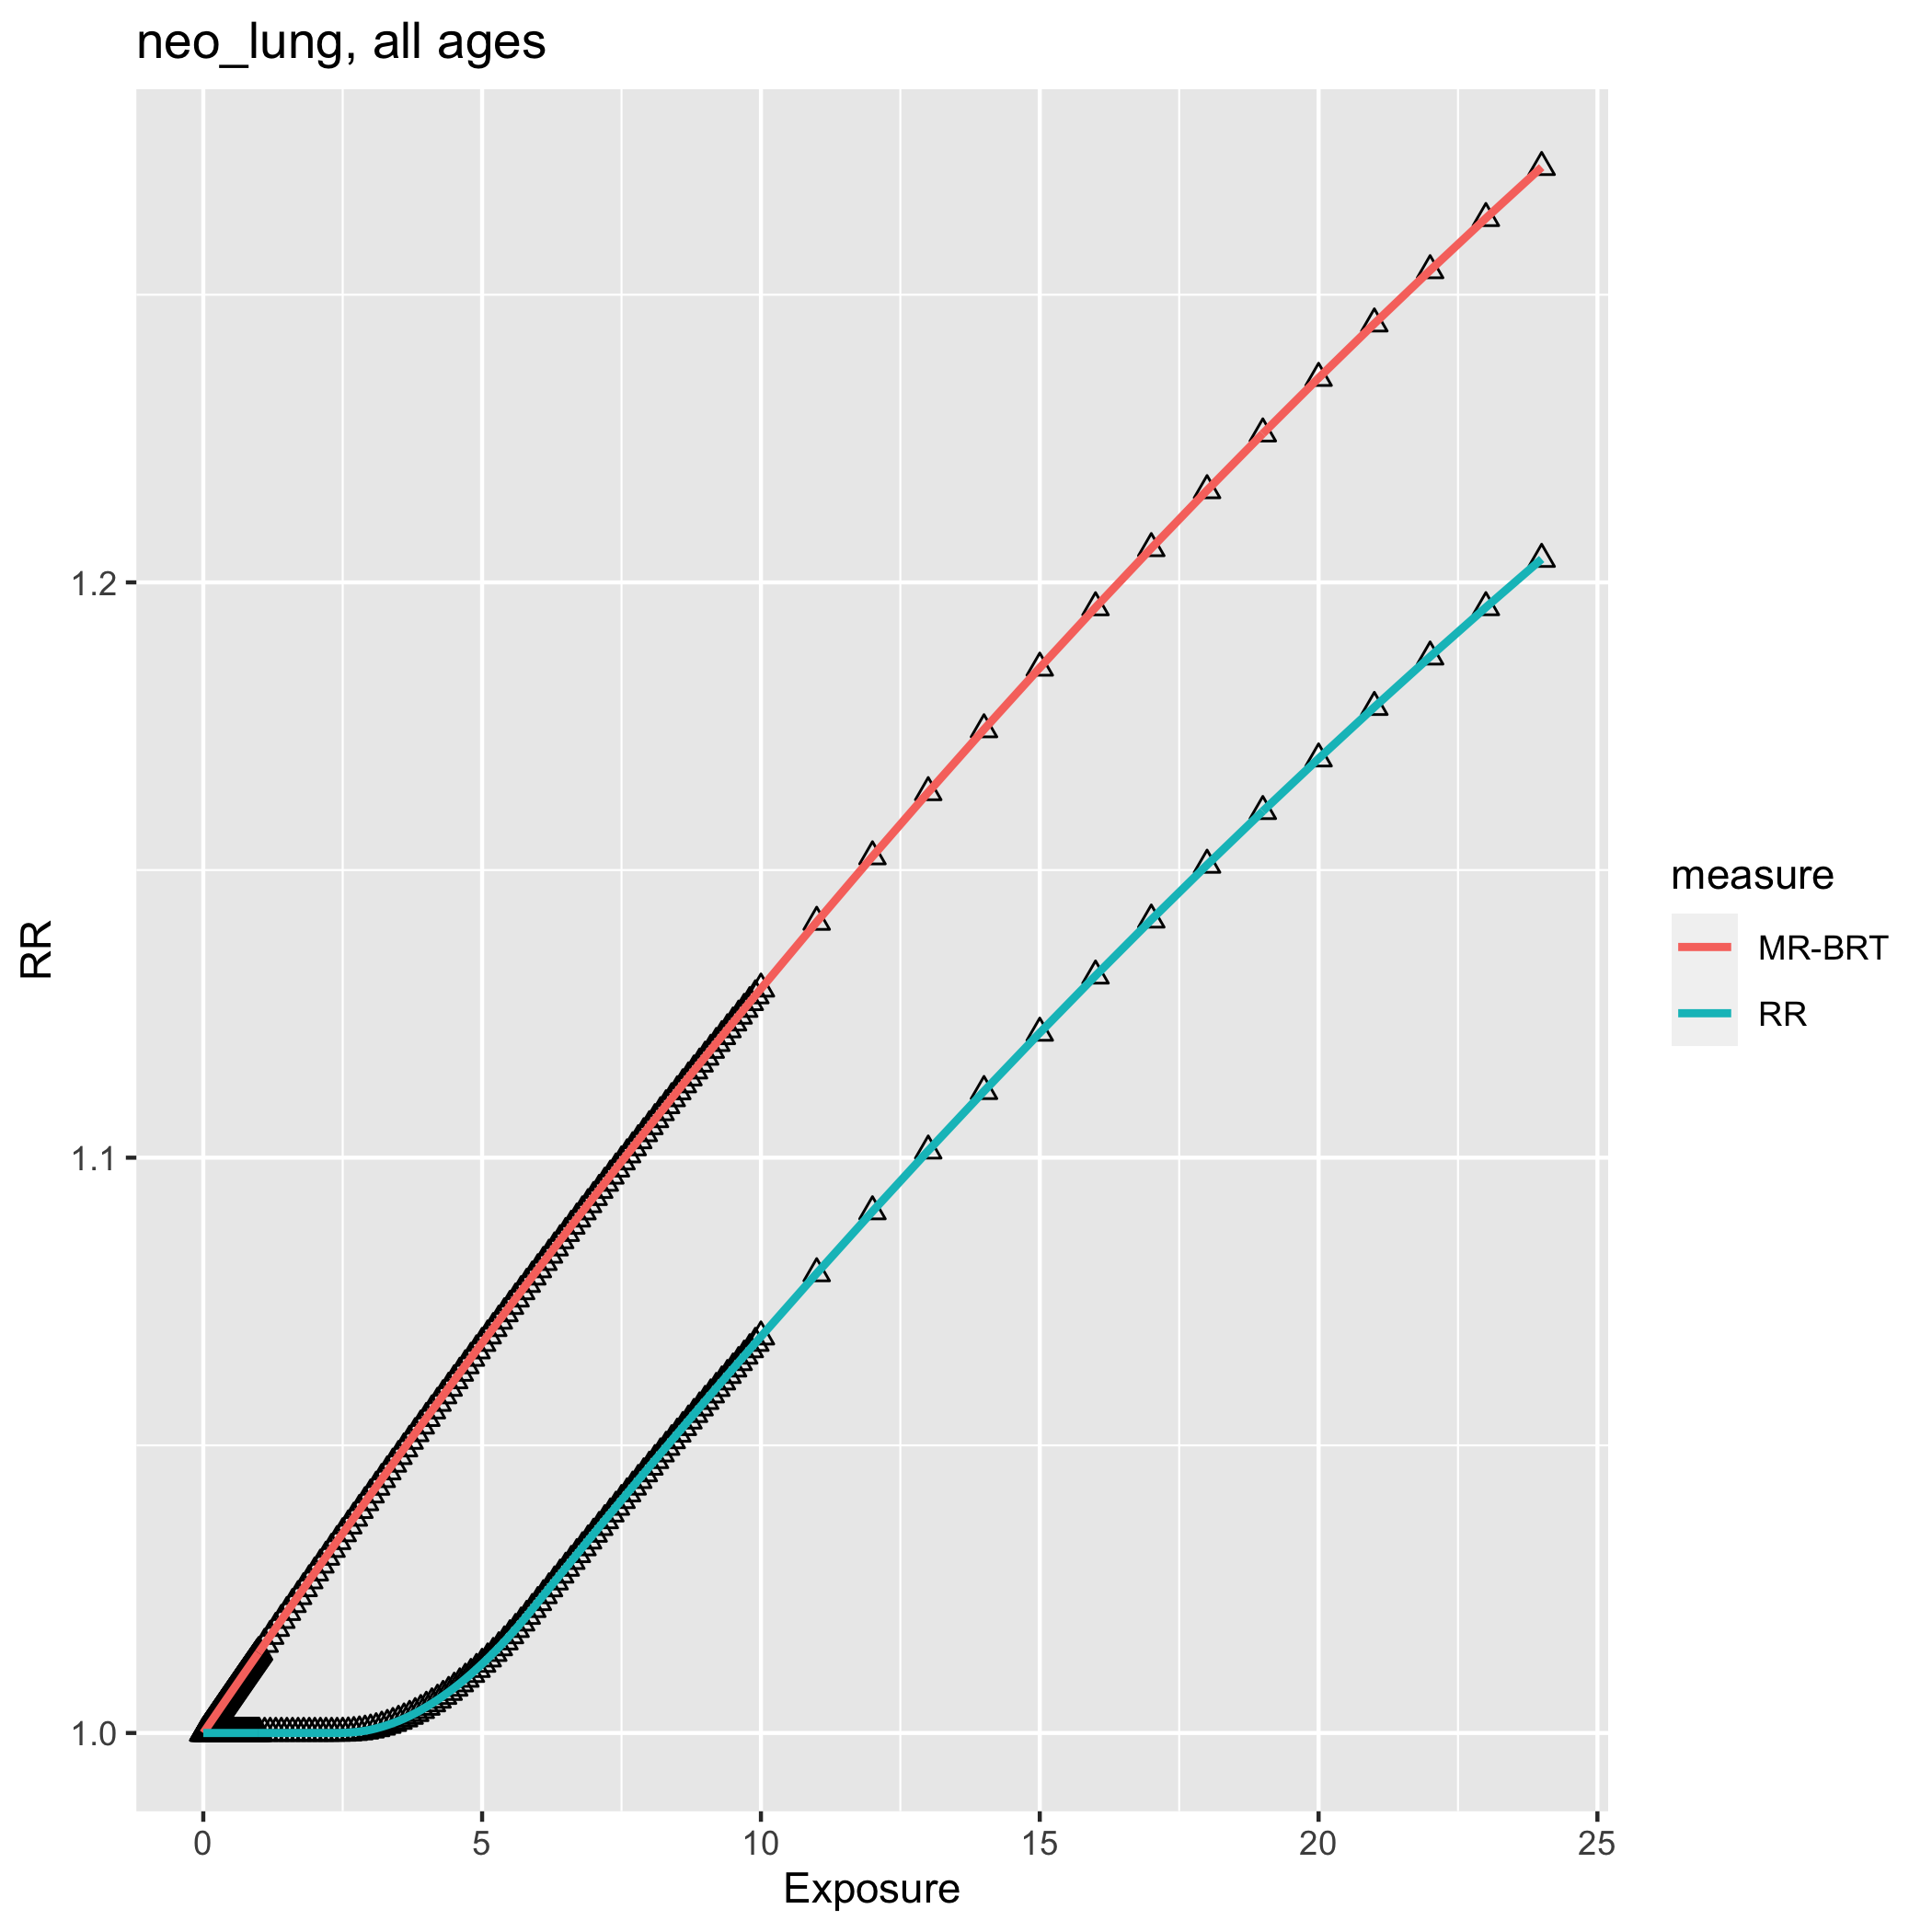 neo_lung, all ages
RR
1.2
1.1
1.0
0 5 10 15 20 25
Exposure
measure
MR-BRT
RR